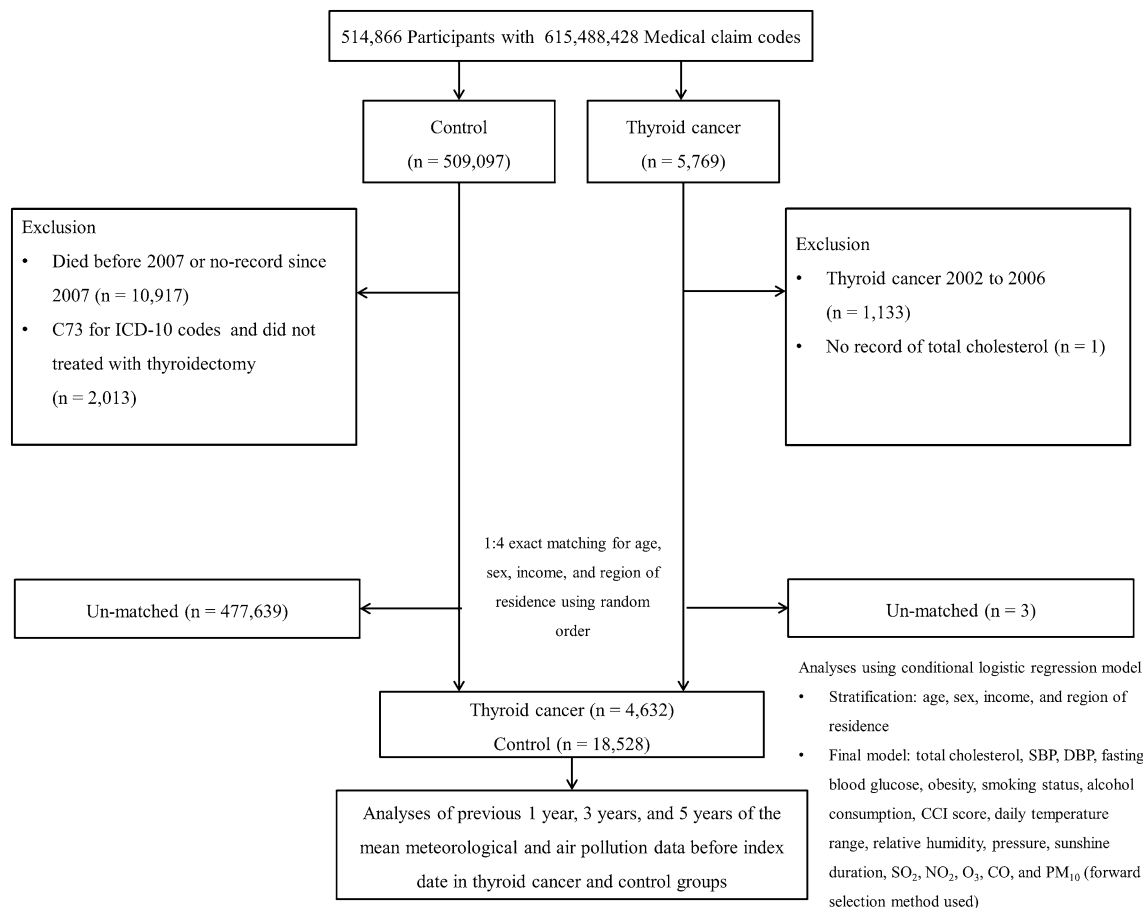 514,866 Participants with 615,488,428 Medical claim codes
Control
(n = 509,097)
Thyroid cancer
(n = 5,769)
Exclusion
• Died before 2007 or no-record since
2007 (n = 10,917)
• C73 for ICD-10 codes and did not
treated with thyroidectomy
(n = 2,013)
Exclusion
• Thyroid cancer 2002 to 2006
(n = 1,133)
• No record of total cholesterol (n = 1)
1:4 exact matching for age,
sex, income, and region of
residence using random
order
Un-matched (n = 477,639)
Un-matched (n = 3)
Thyroid cancer (n = 4,632)
Control (n = 18,528)
Analyses of previous 1 year, 3 years, and 5 years of the
mean meteorological and air pollution data before index
date in thyroid cancer and control groups
Analyses using conditional logistic regression model
• Stratification: age, sex, income, and region of
residence
• Final model: total cholesterol, SBP, DBP, fasting
blood glucose, obesity, smoking status, alcohol
consumption, CCI score, daily temperature
range, relative humidity, pressure, sunshine
duration, SO₂, NO₂, O₃, CO, and PM₁₀ (forward
selection method used)